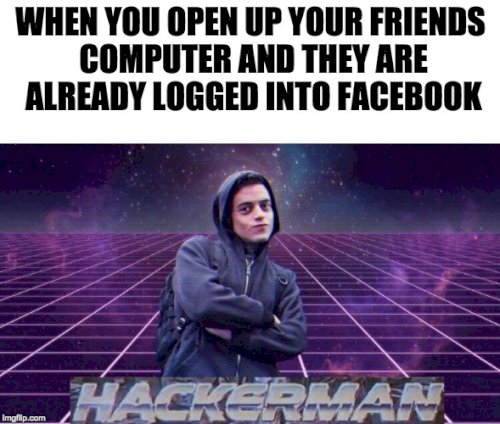 WHEN YOU OPEN UP YOUR FRIENDS
COMPUTER AND THEY ARE
ALREADY LOGGED INTO FACEBOOK
HACKERMAN
imgflip.com